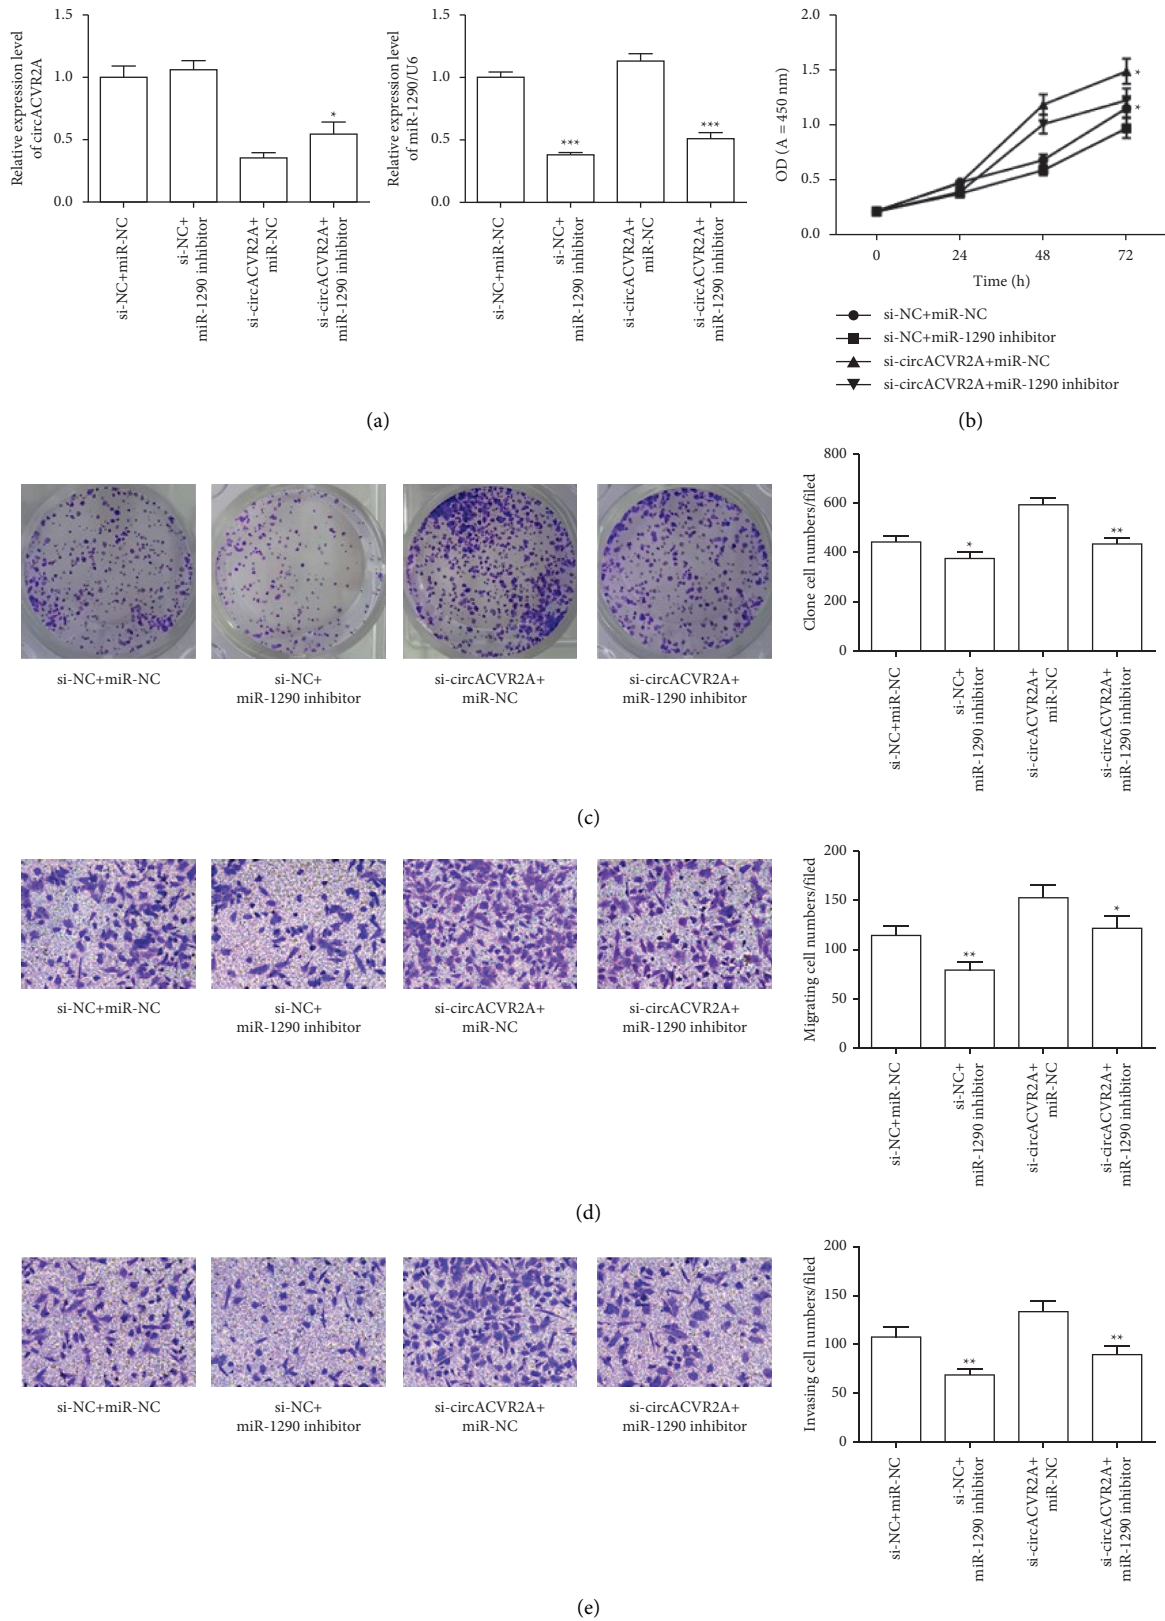 1.5
1.0
0.5
0.0
Relative expression level
of circACVR2A
*
si-NC+miR-NC
si-NC+
miR-1290 inhibitor
si-circACVR2A+
miR-NC
si-circACVR2A+
miR-1290 inhibitor
1.5
1.0
0.5
0.0
Relative expression level
of miR-1290/U6
***
***
si-NC+miR-NC
si-NC+
miR-1290 inhibitor
si-circACVR2A+
miR-NC
si-circACVR2A+
miR-1290 inhibitor
(a)
2.0
1.5
1.0
0.5
0.0
OD (A = 450 nm)
*
*
0 24 48 72
Time (h)
si-NC+miR-NC
si-NC+miR-1290 inhibitor
si-circACVR2A+miR-NC
si-circACVR2A+miR-1290 inhibitor
(b)
si-NC+miR-NC
si-NC+
miR-1290 inhibitor
si-circACVR2A+
miR-NC
si-circACVR2A+
miR-1290 inhibitor
800
600
400
200
0
Clone cell numbers/filed
*
**
si-NC+miR-NC
si-NC+
miR-1290 inhibitor
si-circACVR2A+
miR-NC
si-circACVR2A+
miR-1290 inhibitor
(c)
si-NC+miR-NC
si-NC+
miR-1290 inhibitor
si-circACVR2A+
miR-NC
si-circACVR2A+
miR-1290 inhibitor
200
150
100
50
0
Migrating cell numbers/filed
**
*
si-NC+miR-NC
si-NC+
miR-1290 inhibitor
si-circACVR2A+
miR-NC
si-circACVR2A+
miR-1290 inhibitor
(d)
si-NC+miR-NC
si-NC+
miR-1290 inhibitor
si-circACVR2A+
miR-NC
si-circACVR2A+
miR-1290 inhibitor
200
150
100
50
0
Invasing cell numbers/filed
**
**
si-NC+miR-NC
si-NC+
miR-1290 inhibitor
si-circACVR2A+
miR-NC
si-circACVR2A+
miR-1290 inhibitor
(e)